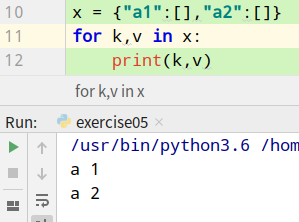 10 x = {"a1":[],"a2":[]}
11 for k,v in x:
12     print(k,v)
for k,v in x
Run: exercise05 ×
/usr/bin/python3.6 /hom
a 1
a 2